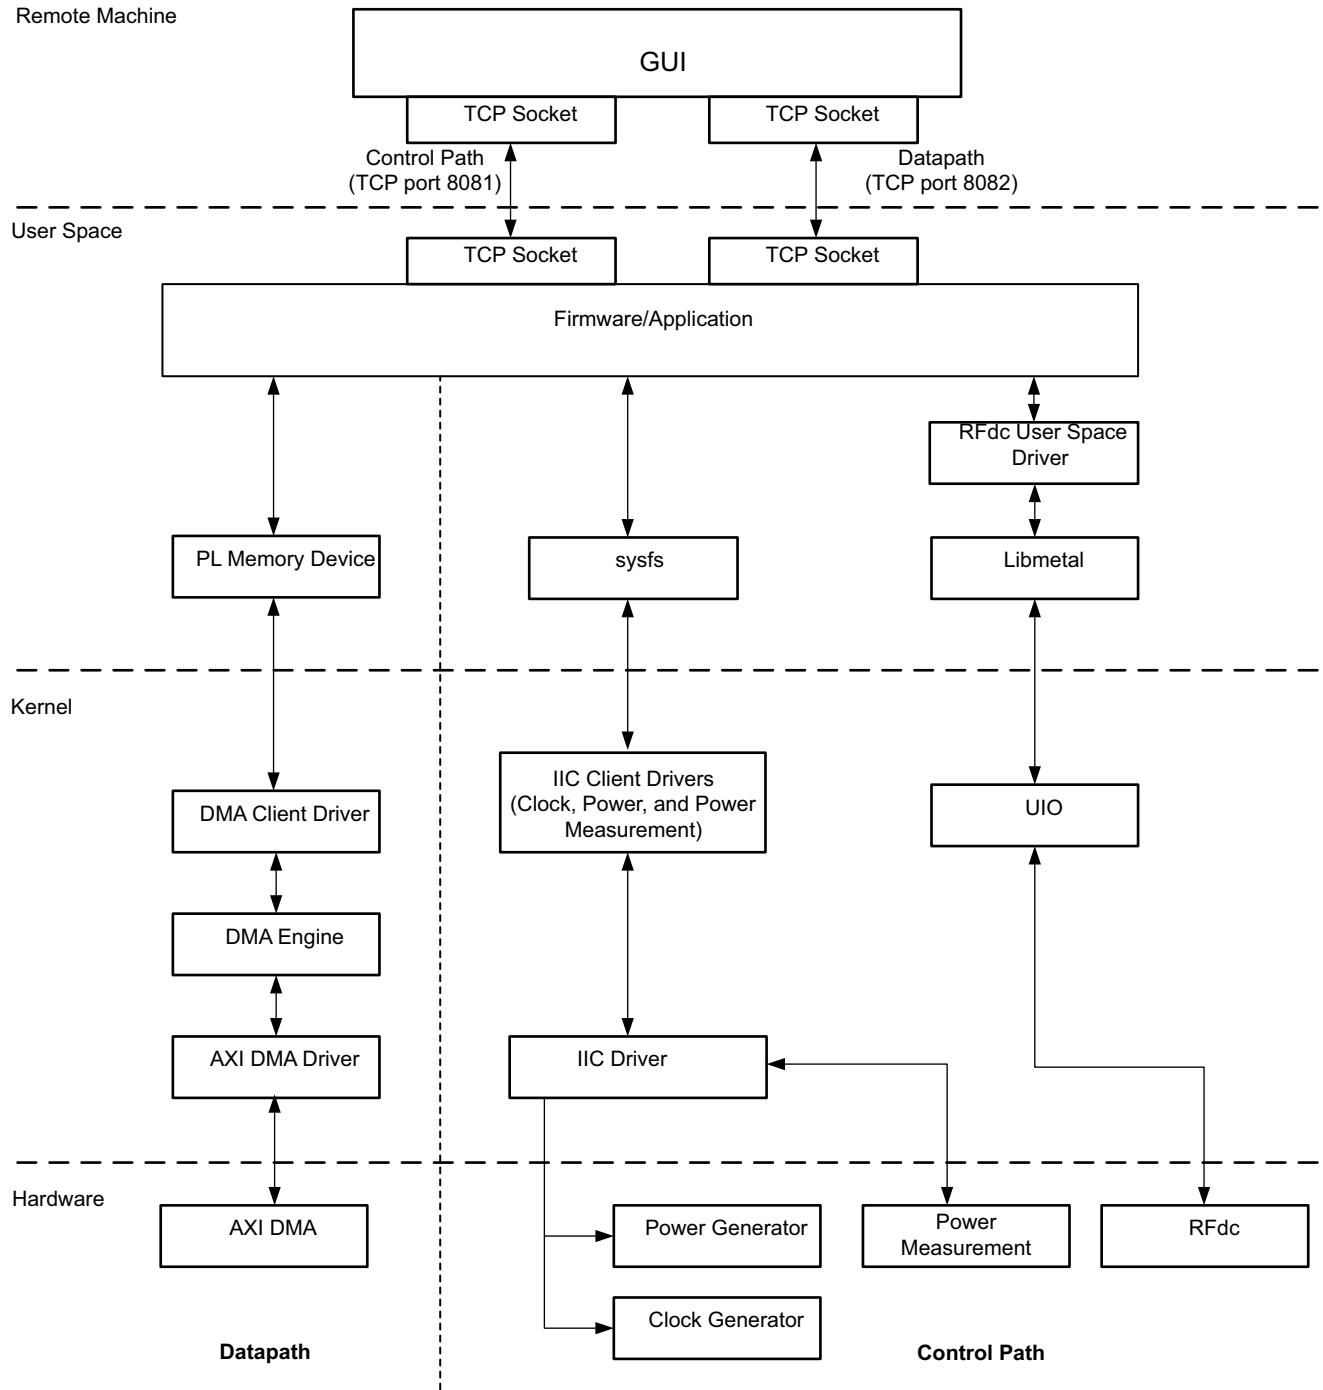 Remote Machine
GUI
TCP Socket
TCP Socket
Control Path
(TCP port 8081)
Datapath
(TCP port 8082)
User Space
TCP Socket
TCP Socket
Firmware/Application
RFdc User Space
Driver
PL Memory Device
sysfs
Libmetal
Kernel
IIC Client Drivers
(Clock, Power, and Power
Measurement)
DMA Client Driver
UIO
DMA Engine
AXI DMA Driver
IIC Driver
Hardware
AXI DMA
Power Generator
Power
Measurement
RFdc
Clock Generator
Datapath
Control Path